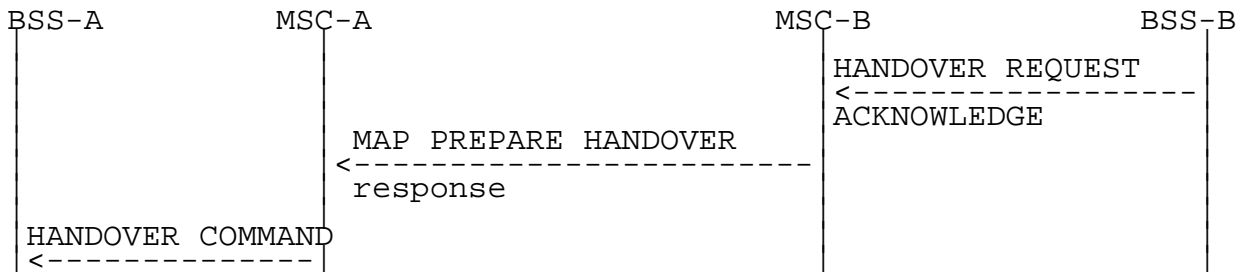 BSS-A MSC-A MSC-B BSS-B
HANDOVER REQUEST
ACKNOWLEDGE
MAP PREPARE HANDOVER
response
HANDOVER COMMAND